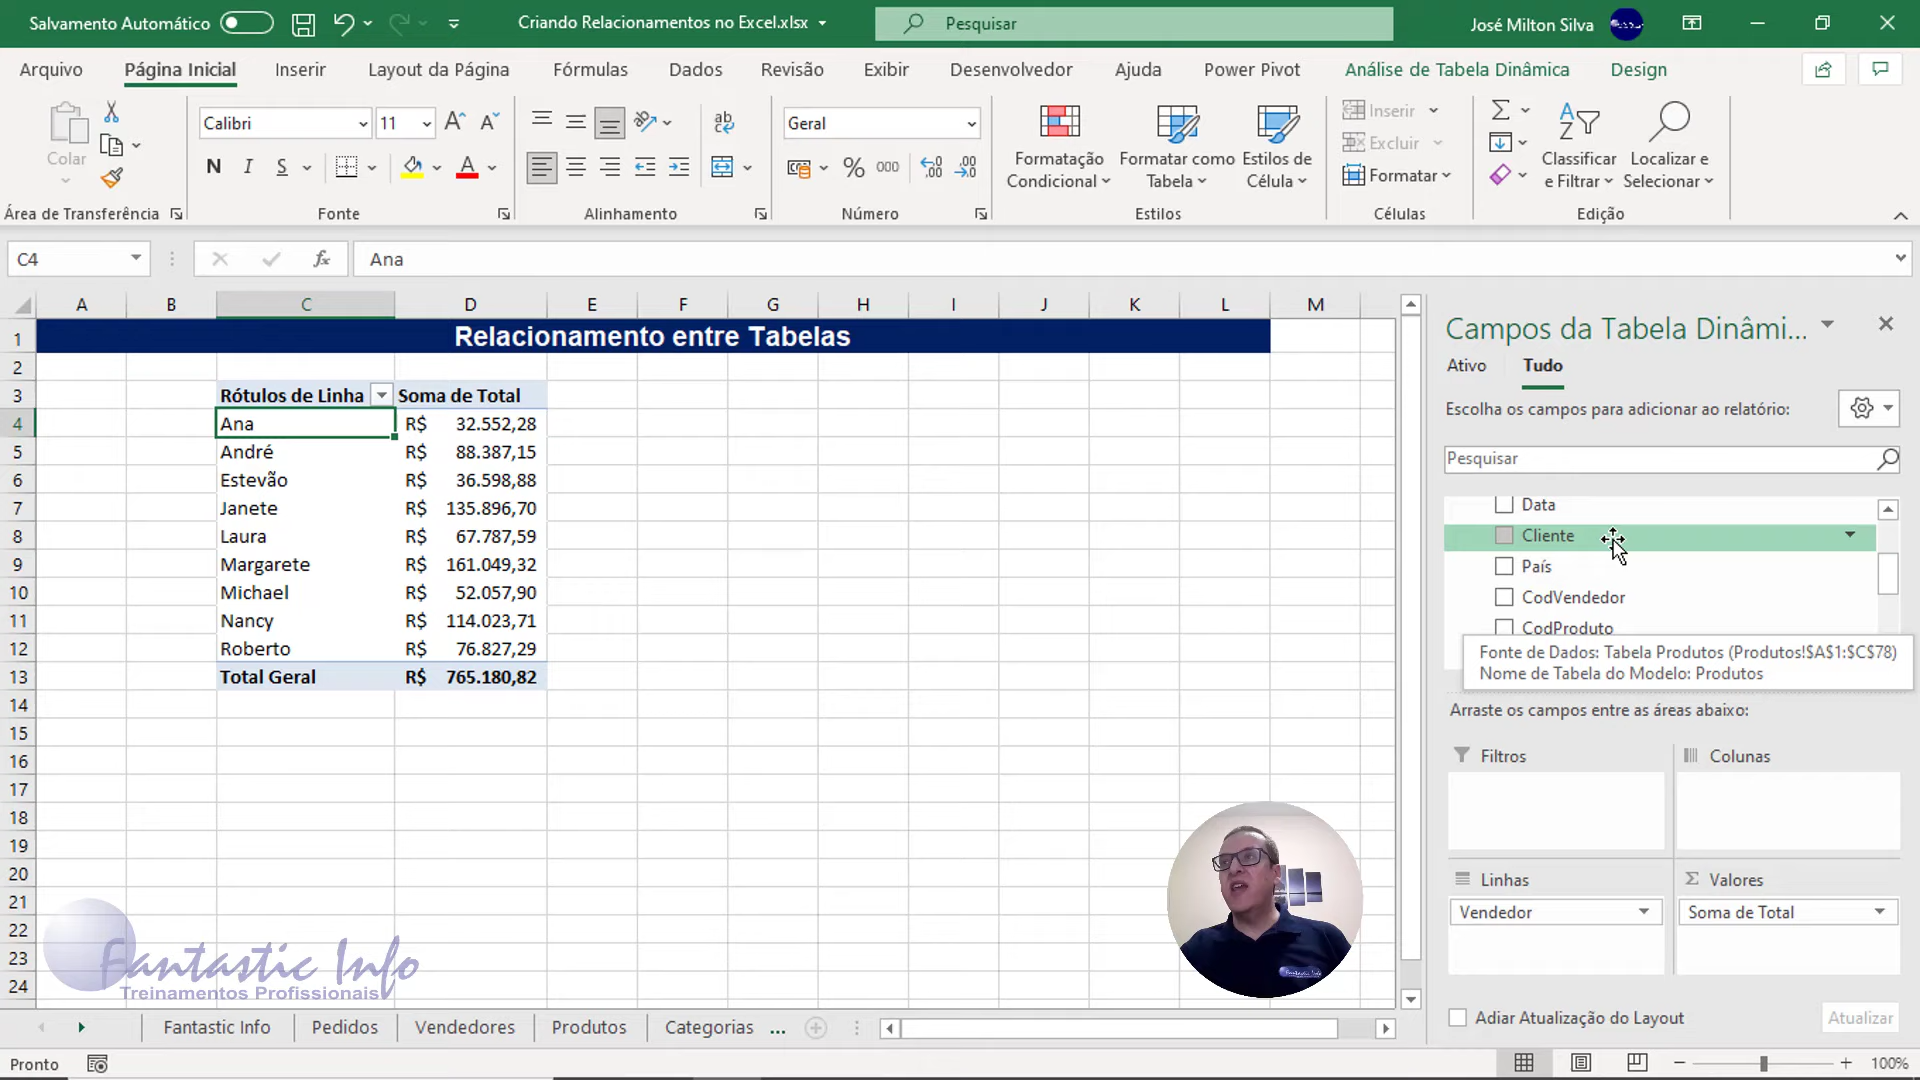 Salvamento Automático
Criando Relacionamentos no Excel.xlsx
Pesquisar
José Milton Silva
Arquivo
Página Inicial
Inserir
Layout da Página
Fórmulas
Dados
Revisão
Exibir
Desenvolvedor
Ajuda
Power Pivot
Análise de Tabela Dinâmica
Design
Colar
Calibri
11
N I S
Geral
% 000
Formatação Condicional
Formatar como Tabela
Estilos de Célula
Inserir
Excluir
Formatar
Classificar e Filtrar
Localizar e Selecionar
Área de Transferência
Fonte
Alinhamento
Número
Estilos
Células
Edição
C4
fx
Ana
A B C D E F G H I J K L M
1 Relacionamento entre Tabelas
2
3 Rótulos de Linha Soma de Total
4 Ana R$ 32.552,28
5 André R$ 88.387,15
6 Estevão R$ 36.598,88
7 Janete R$ 135.896,70
8 Laura R$ 67.787,59
9 Margarete R$ 161.049,32
10 Michael R$ 52.057,90
11 Nancy R$ 114.023,71
12 Roberto R$ 76.827,29
13 Total Geral R$ 765.180,82
14
15
16
17
18
19
20
21
22
23
24
Fantastic Info
Treinamentos Profissionais
Fantastic Info
Campos da Tabela Dinâmi...
Ativo Tudo
Escolha os campos para adicionar ao relatório:
Pesquisar
Data
Cliente
País
CodVendedor
CodProduto
Fonte de Dados: Tabela Produtos (Produtos!$A$1:$C$78)
Nome de Tabela do Modelo: Produtos
Arraste os campos entre as áreas abaixo:
Filtros
Colunas
Linhas
Valores
Vendedor
Soma de Total
Adiar Atualização do Layout
Atualizar
Fantastic Info
Pedidos
Vendedores
Produtos
Categorias
...
Pronto
100%